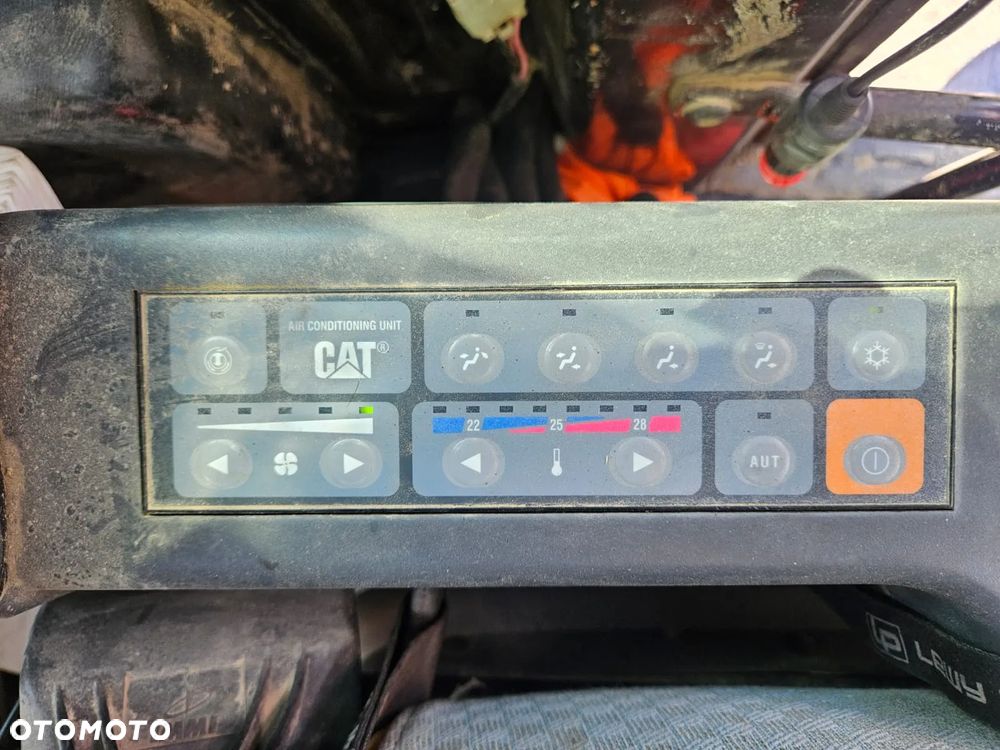 AIR CONDITIONING UNIT
CAT®
22 25 28
AUT
OTOMOTO